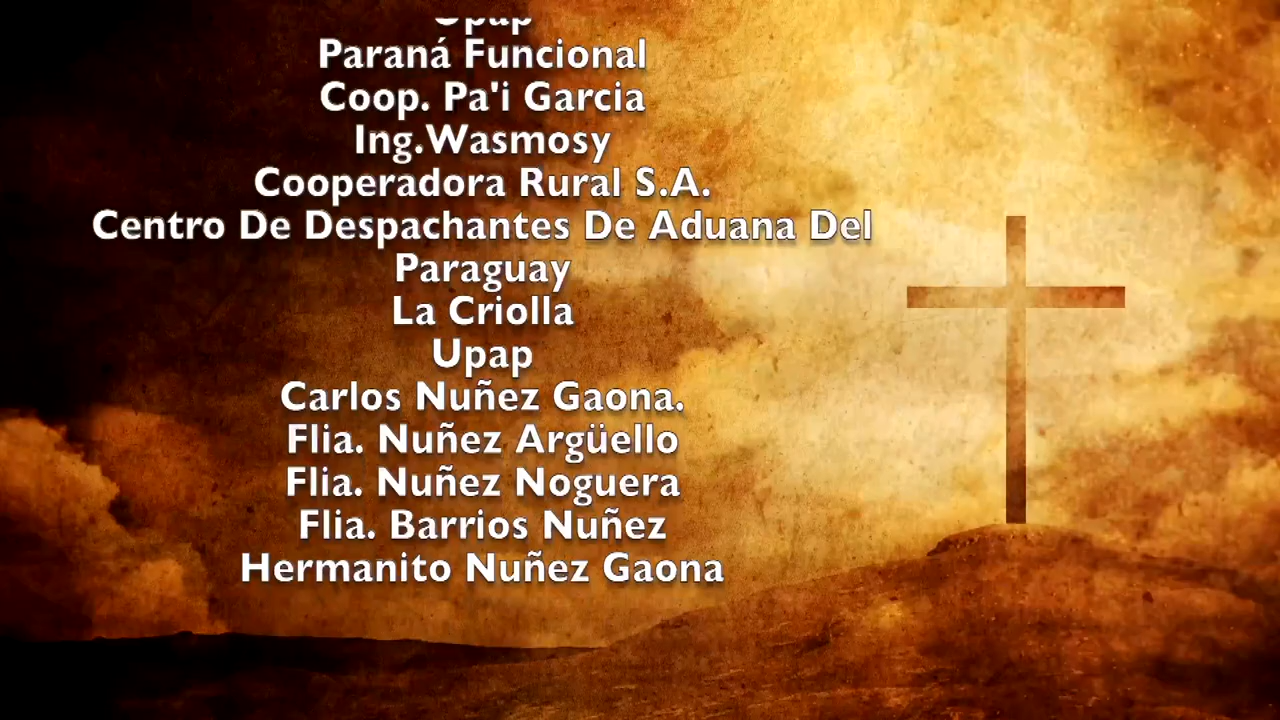 Paraná Funcional
Coop. Pa'i Garcia
Ing.Wasmosy
Cooperadora Rural S.A.
Centro De Despachantes De Aduana Del
Paraguay
La Criolla
Upap
Carlos Nuñez Gaona.
Flia. Nuñez Argüello
Flia. Nuñez Noguera
Flia. Barrios Nuñez
Hermanito Nuñez Gaona